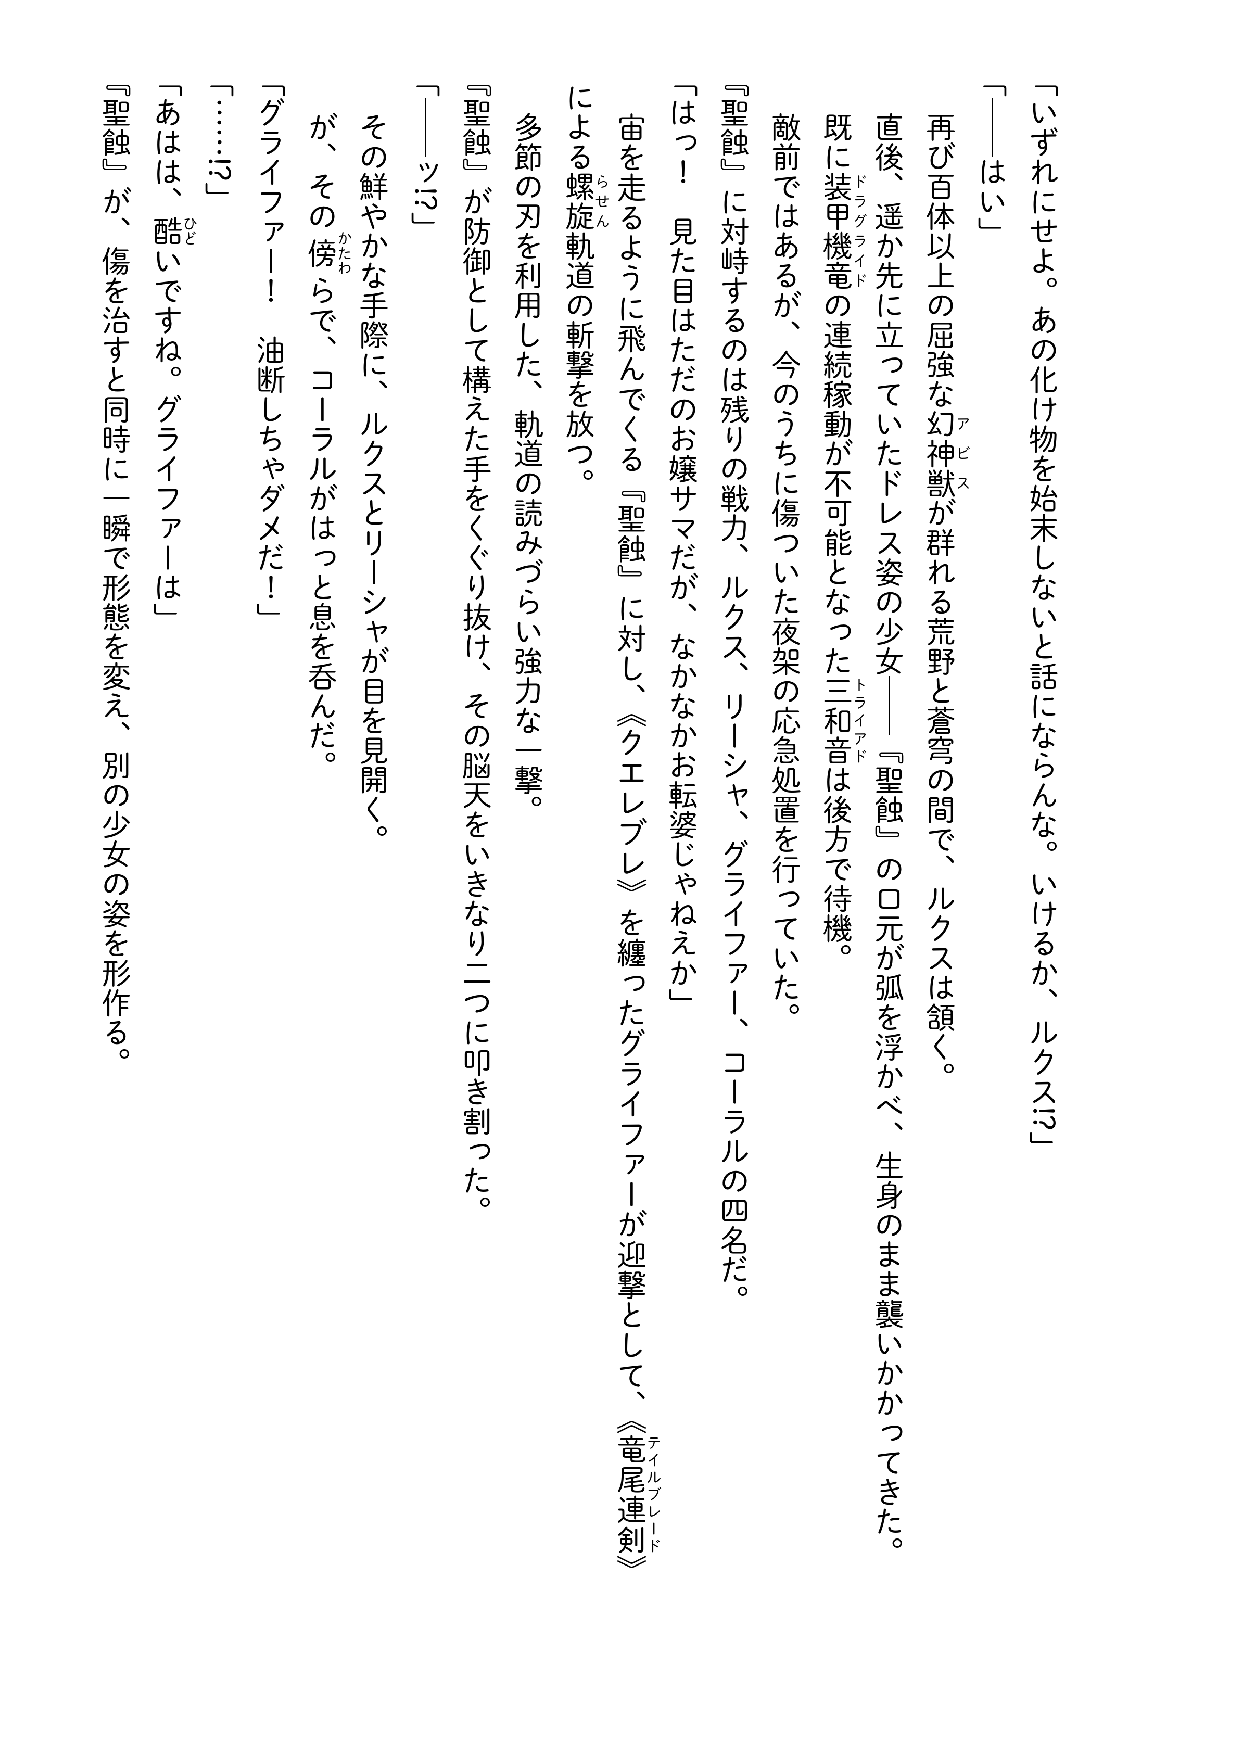 「いずれにせよ。あの化け物を始末しないと話にならんな。いけるか、ルクス!?」
「――はい」
　再び百体以上の屈強な幻神獣が群れる荒野と蒼穹の間で、ルクスは頷く。
アビス
　直後、遥か先に立っていたドレス姿の少女――『聖蝕』の口元が弧を浮かべ、生身のまま襲いかかってきた。
　既に装甲機竜の連続稼動が不可能となった三和音は後方で待機。
ドラグライド
トライアド
　敵前ではあるが、今のうちに傷ついた夜架の応急処置を行っていた。
『聖蝕』に対峙するのは残りの戦力、ルクス、リーシャ、グライファー、コーラルの四名だ。
「はっ！　見た目はただのお嬢サマだが、なかなかお転婆じゃねえか」
　宙を走るように飛んでくる『聖蝕』に対し、《クエレブレ》を纏ったグライファーが迎撃として、《竜尾連剣》
テイルブレード
による螺旋軌道の斬撃を放つ。
らせん
　多節の刃を利用した、軌道の読みづらい強力な一撃。
『聖蝕』が防御として構えた手をくぐり抜け、その脳天をいきなり二つに叩き割った。
「――ッ!?」
　その鮮やかな手際に、ルクスとリーシャが目を見開く。
　が、その傍らで、コーラルがはっと息を呑んだ。
かたわ
「グライファー！　油断しちゃダメだ！」
「……!?」
「あはは、酷いですね。グライファーは」
ひど
『聖蝕』が、傷を治すと同時に一瞬で形態を変え、別の少女の姿を形作る。